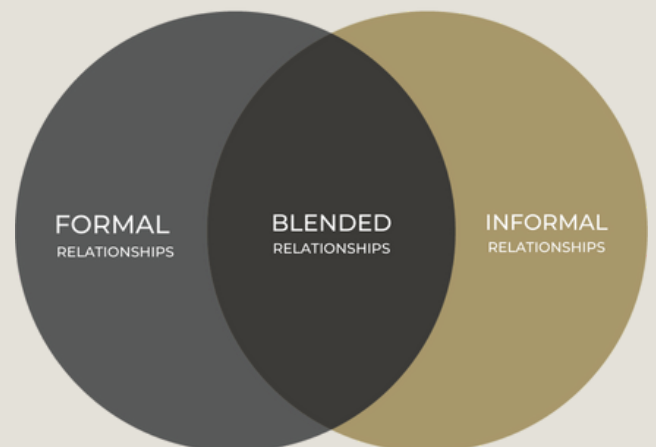 FORMAL
RELATIONSHIPS
BLENDED
RELATIONSHIPS
INFORMAL
RELATIONSHIPS